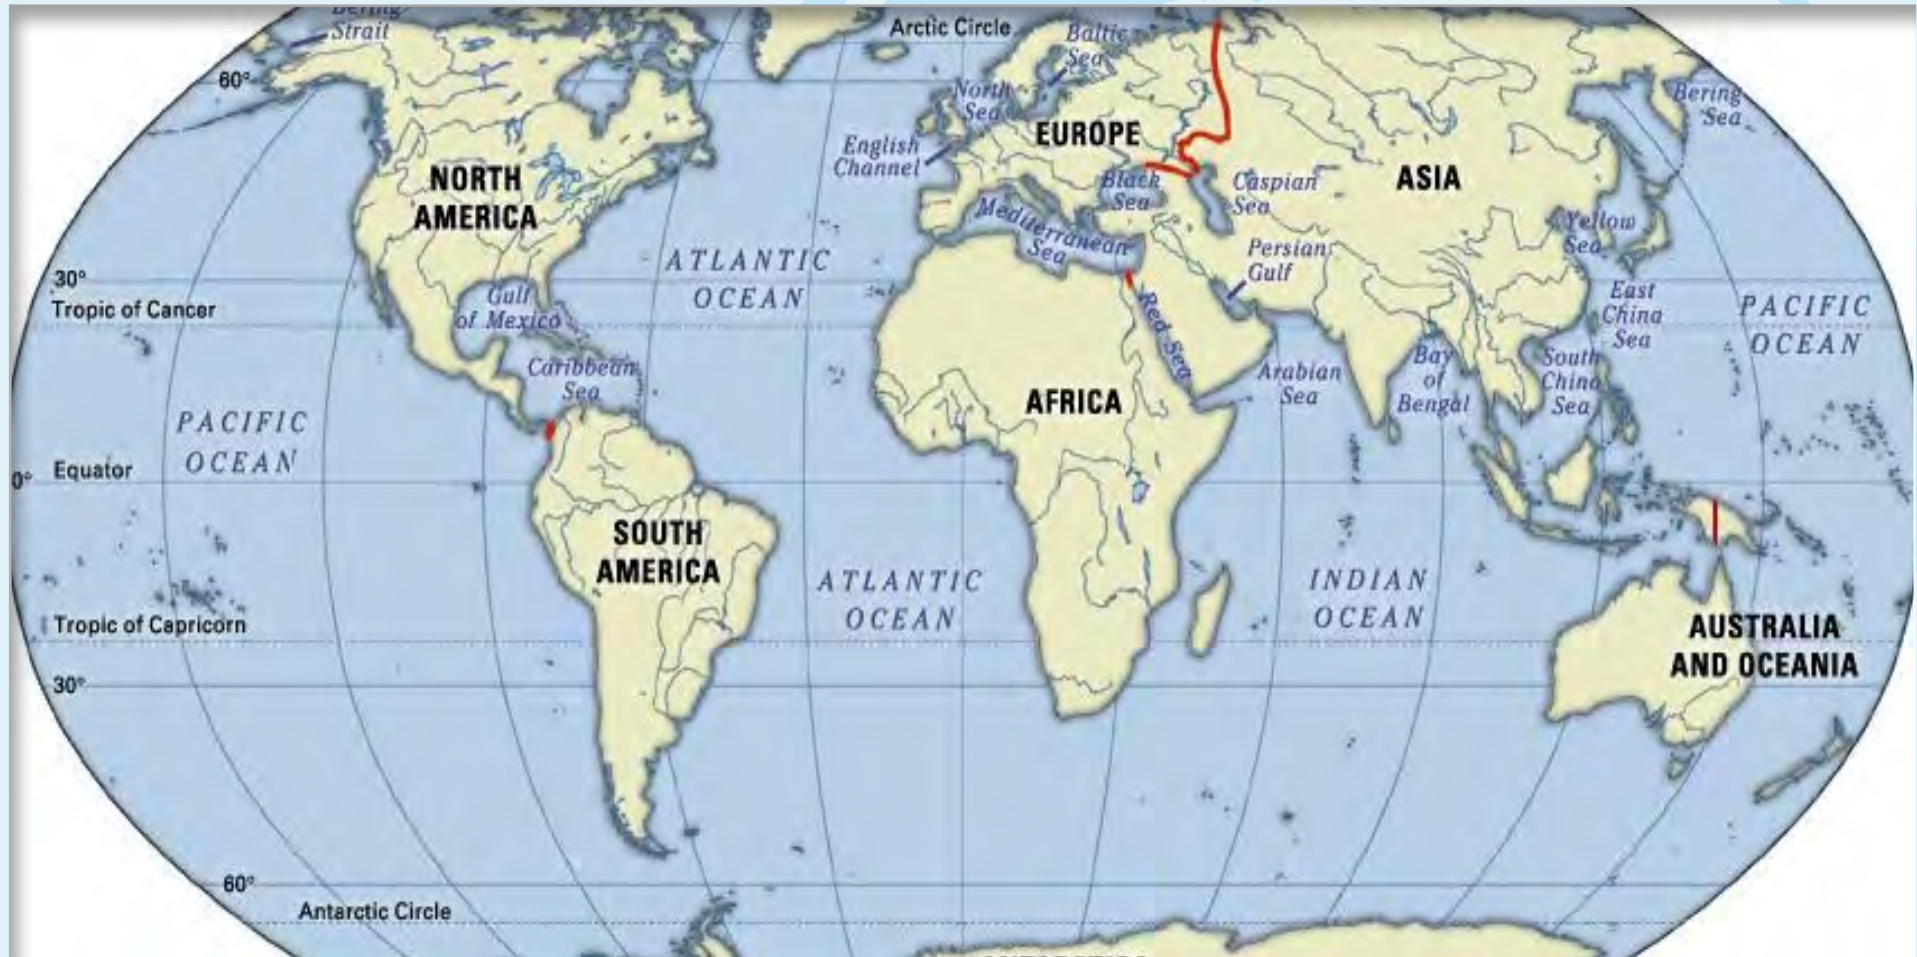 Bering
Strait
Arctic Circle
Baltic
Sea
60°
North
Sea
Bering
Sea
EUROPE
English
Channel
NORTH
AMERICA
ASIA
Black
Sea
Caspian
Sea
Mediterranean
Sea
Yellow
Sea
ATLANTIC
OCEAN
Persian
Gulf
30°
Tropic of Cancer
Gulf
of Mexico
Red Sea
East
China
Sea
PACIFIC
OCEAN
Caribbean
Sea
Arabian
Sea
Bay
of
Bengal
South
China
Sea
AFRICA
PACIFIC
OCEAN
0°
Equator
SOUTH
AMERICA
ATLANTIC
OCEAN
INDIAN
OCEAN
Tropic of Capricorn
AUSTRALIA
AND OCEANIA
30°
60°
Antarctic Circle